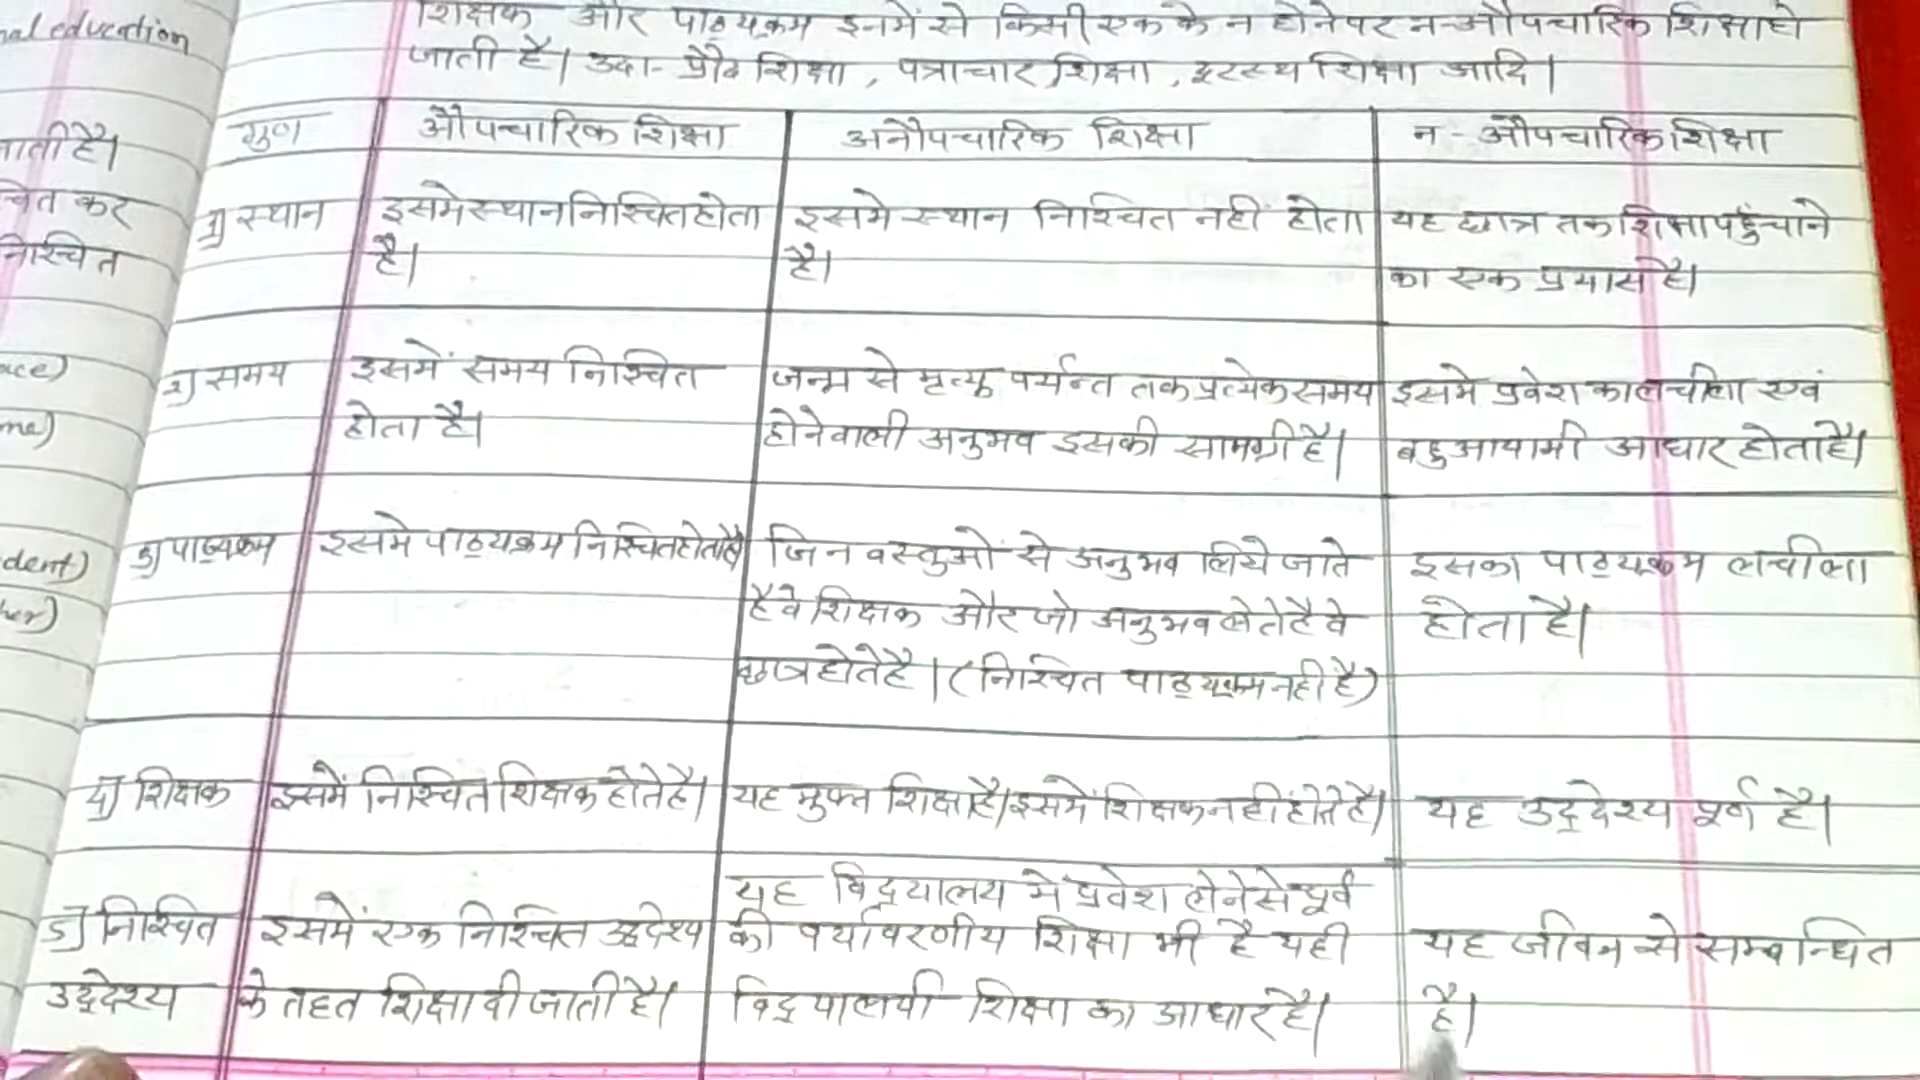 nal education
शिक्षक और पाठ्यक्रम इनमें से किसी एक के न होने पर न-औपचारिक शिक्षा दी
जाती है। उदा- प्रौढ शिक्षा, पत्राचार शिक्षा, दूरस्थ शिक्षा आदि।
गुण
औपचारिक शिक्षा
अनौपचारिक शिक्षा
न-औपचारिक शिक्षा
1) स्थान
इसमे स्थान निश्चित होता
है।
इसमे स्थान निश्चित नहीं होता
है।
यह छात्र तक शिक्षा पहुंचाने
का एक प्रयास है।
2) समय
इसमें समय निश्चित
होता है।
जन्म से मृत्यू पर्यन्त तक प्रत्येक समय
होने वाली अनुभव इसकी सामग्री है।
इसमे प्रवेश का लचीला एवं
बहुआयामी आधार होता है।
3) पाठ्यक्रम
इसमे पाठ्यक्रम निश्चित होता है
जिन वस्तुओं से अनुभव लिये जाते
है वे शिक्षक और जो अनुभव लेते है वे
छात्र होते है। (निश्चित पाठ्यक्रम नही है)
इसका पाठ्यक्रम लचीला
होता है।
4) शिक्षक
इसमें निश्चित शिक्षक होते है।
यह मुफ्त शिक्षा है। इसमें शिक्षक नहीं होते है।
यह उद्देश्य पूर्ण है।
5) निश्चित
उद्देश्य
इसमें एक निश्चित उद्देश्य
के तहत शिक्षा दी जाती है।
यह विद्यालय मे प्रवेश लेने से पूर्व
की पर्यावरणीय शिक्षा भी है यही
विद्यालयी शिक्षा का आधार है।
यह जीवन से सम्बन्धित
है।